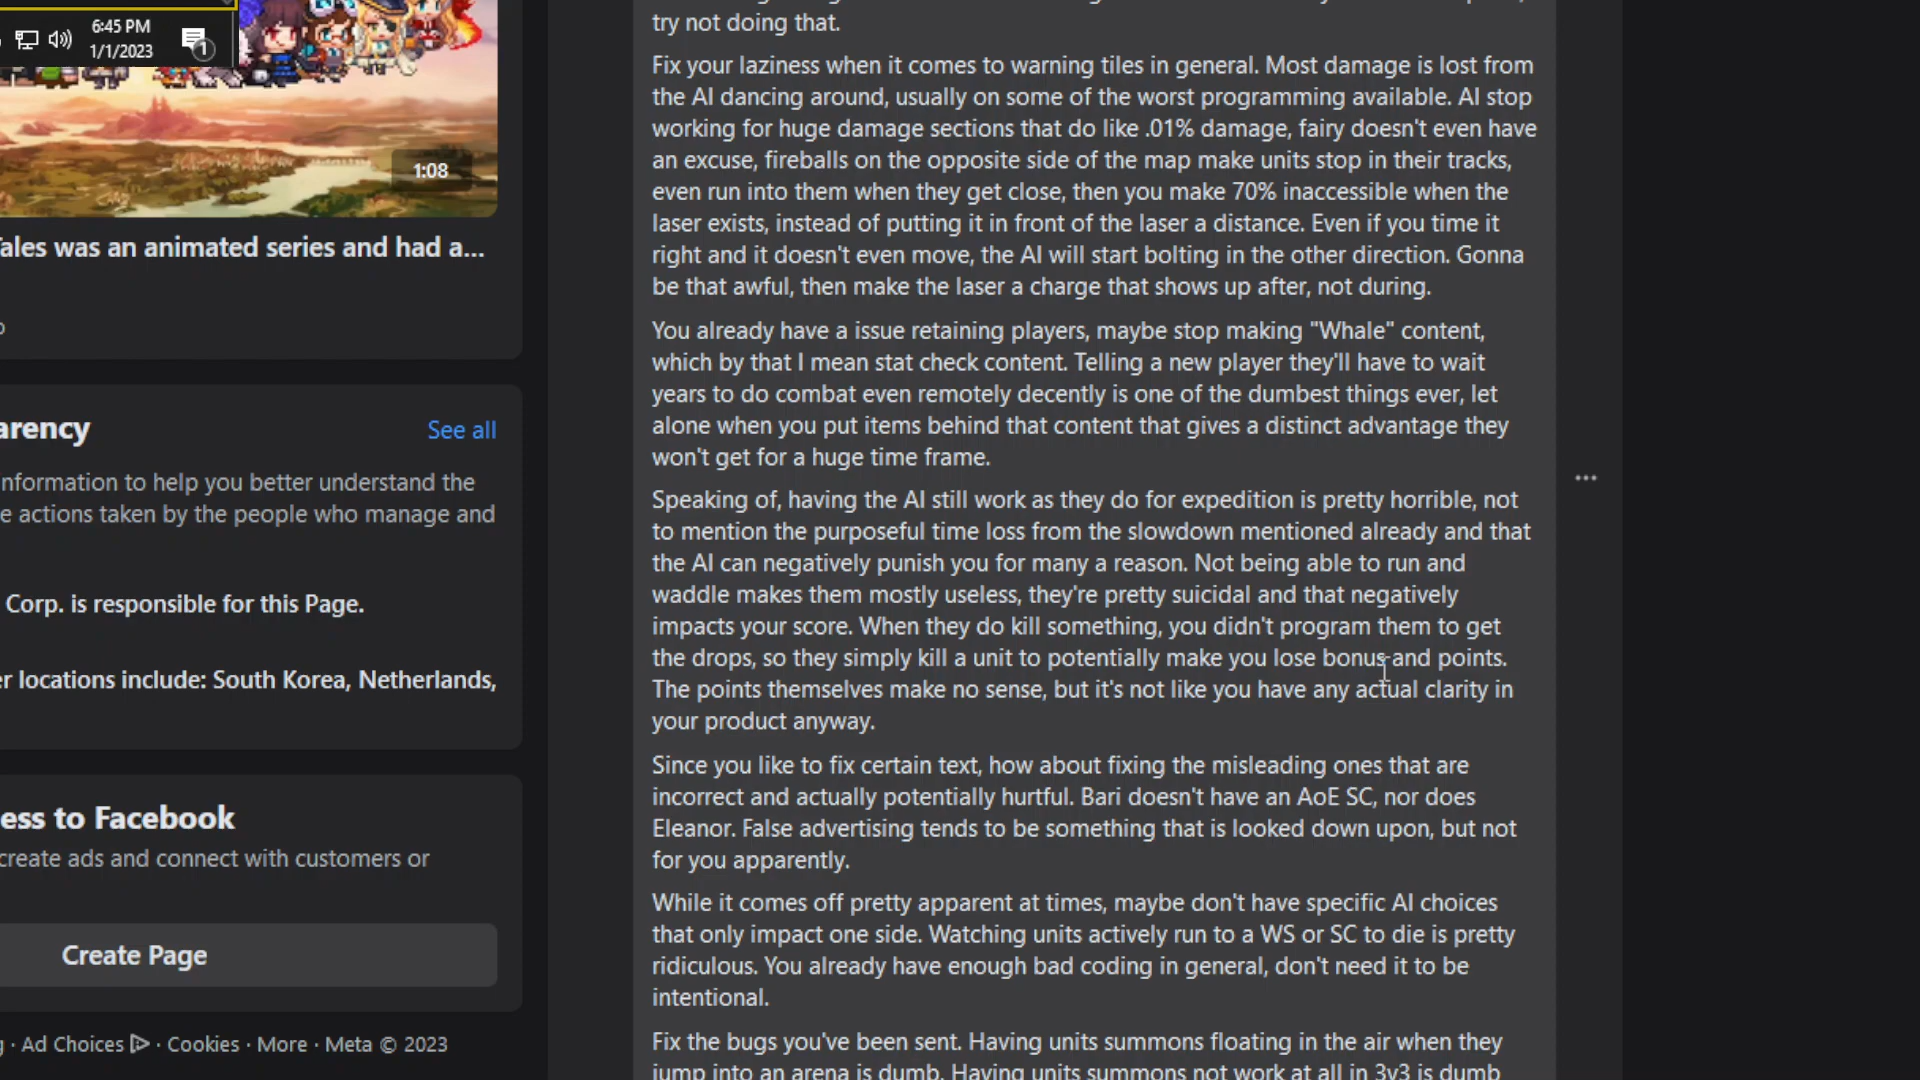 6:45 PM
1/1/2023
1
1:08
ales was an animated series and had a...
arency
See all
nformation to help you better understand the
e actions taken by the people who manage and
Corp. is responsible for this Page.
er locations include: South Korea, Netherlands,
ess to Facebook
create ads and connect with customers or
Create Page
g · Ad Choices · Cookies · More · Meta © 2023
try not doing that.
Fix your laziness when it comes to warning tiles in general. Most damage is lost from
the AI dancing around, usually on some of the worst programming available. AI stop
working for huge damage sections that do like .01% damage, fairy doesn't even have
an excuse, fireballs on the opposite side of the map make units stop in their tracks,
even run into them when they get close, then you make 70% inaccessible when the
laser exists, instead of putting it in front of the laser a distance. Even if you time it
right and it doesn't even move, the AI will start bolting in the other direction. Gonna
be that awful, then make the laser a charge that shows up after, not during.
You already have a issue retaining players, maybe stop making "Whale" content,
which by that I mean stat check content. Telling a new player they'll have to wait
years to do combat even remotely decently is one of the dumbest things ever, let
alone when you put items behind that content that gives a distinct advantage they
won't get for a huge time frame.
Speaking of, having the AI still work as they do for expedition is pretty horrible, not
to mention the purposeful time loss from the slowdown mentioned already and that
the AI can negatively punish you for many a reason. Not being able to run and
waddle makes them mostly useless, they're pretty suicidal and that negatively
impacts your score. When they do kill something, you didn't program them to get
the drops, so they simply kill a unit to potentially make you lose bonus and points.
The points themselves make no sense, but it's not like you have any actual clarity in
your product anyway.
Since you like to fix certain text, how about fixing the misleading ones that are
incorrect and actually potentially hurtful. Bari doesn't have an AoE SC, nor does
Eleanor. False advertising tends to be something that is looked down upon, but not
for you apparently.
While it comes off pretty apparent at times, maybe don't have specific AI choices
that only impact one side. Watching units actively run to a WS or SC to die is pretty
ridiculous. You already have enough bad coding in general, don't need it to be
intentional.
Fix the bugs you've been sent. Having units summons floating in the air when they
jump into an arena is dumb. Having units summons not work at all in 3v3 is dumb